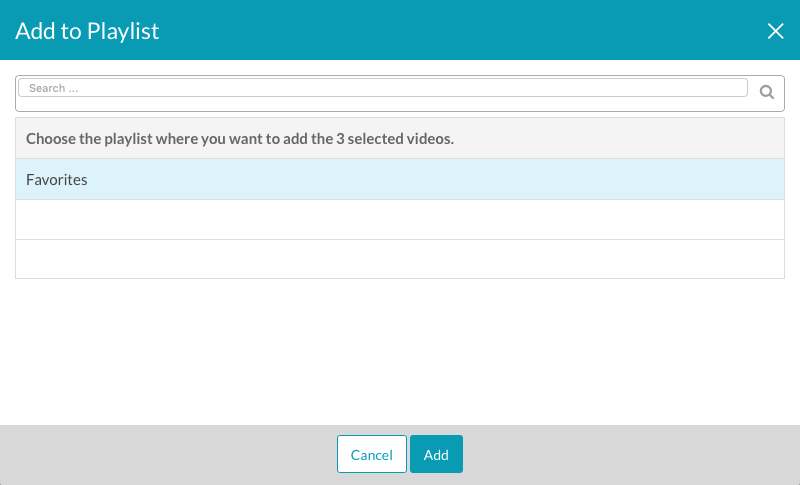 Add to Playlist
Search ...
Choose the playlist where you want to add the 3 selected videos.
Favorites
Cancel
Add